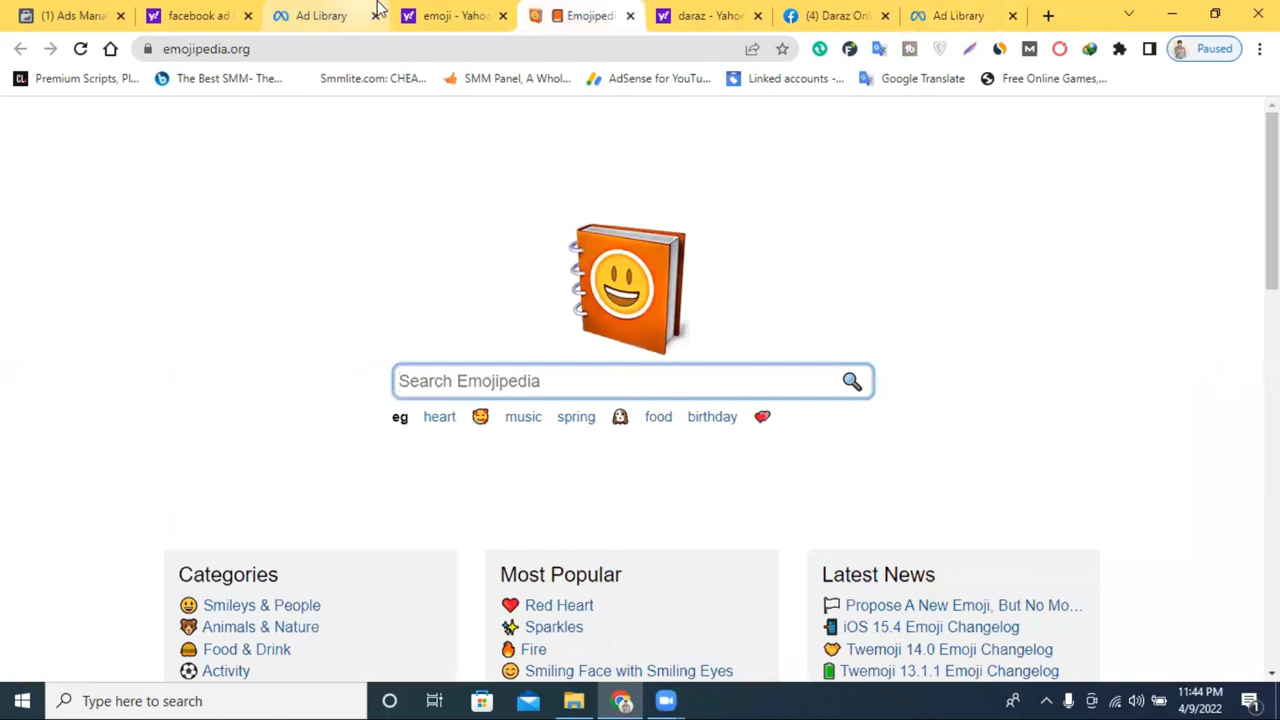 (1) Ads Mana
facebook ad l
Ad Library
emoji - Yahoo
Emojipedi
daraz - Yahoo
(4) Daraz Onli
Ad Library
emojipedia.org
Paused
Premium Scripts, Pl...
The Best SMM- The...
Smmlite.com: CHEA...
SMM Panel, A Whol...
AdSense for YouTu...
Linked accounts -...
Google Translate
Free Online Games,...
Search Emojipedia
eg heart music spring food birthday
Categories
Smileys & People
Animals & Nature
Food & Drink
Activity
Most Popular
Red Heart
Sparkles
Fire
Smiling Face with Smiling Eyes
Latest News
Propose A New Emoji, But No Mo...
iOS 15.4 Emoji Changelog
Twemoji 14.0 Emoji Changelog
Twemoji 13.1.1 Emoji Changelog
Type here to search
11:44 PM
4/9/2022